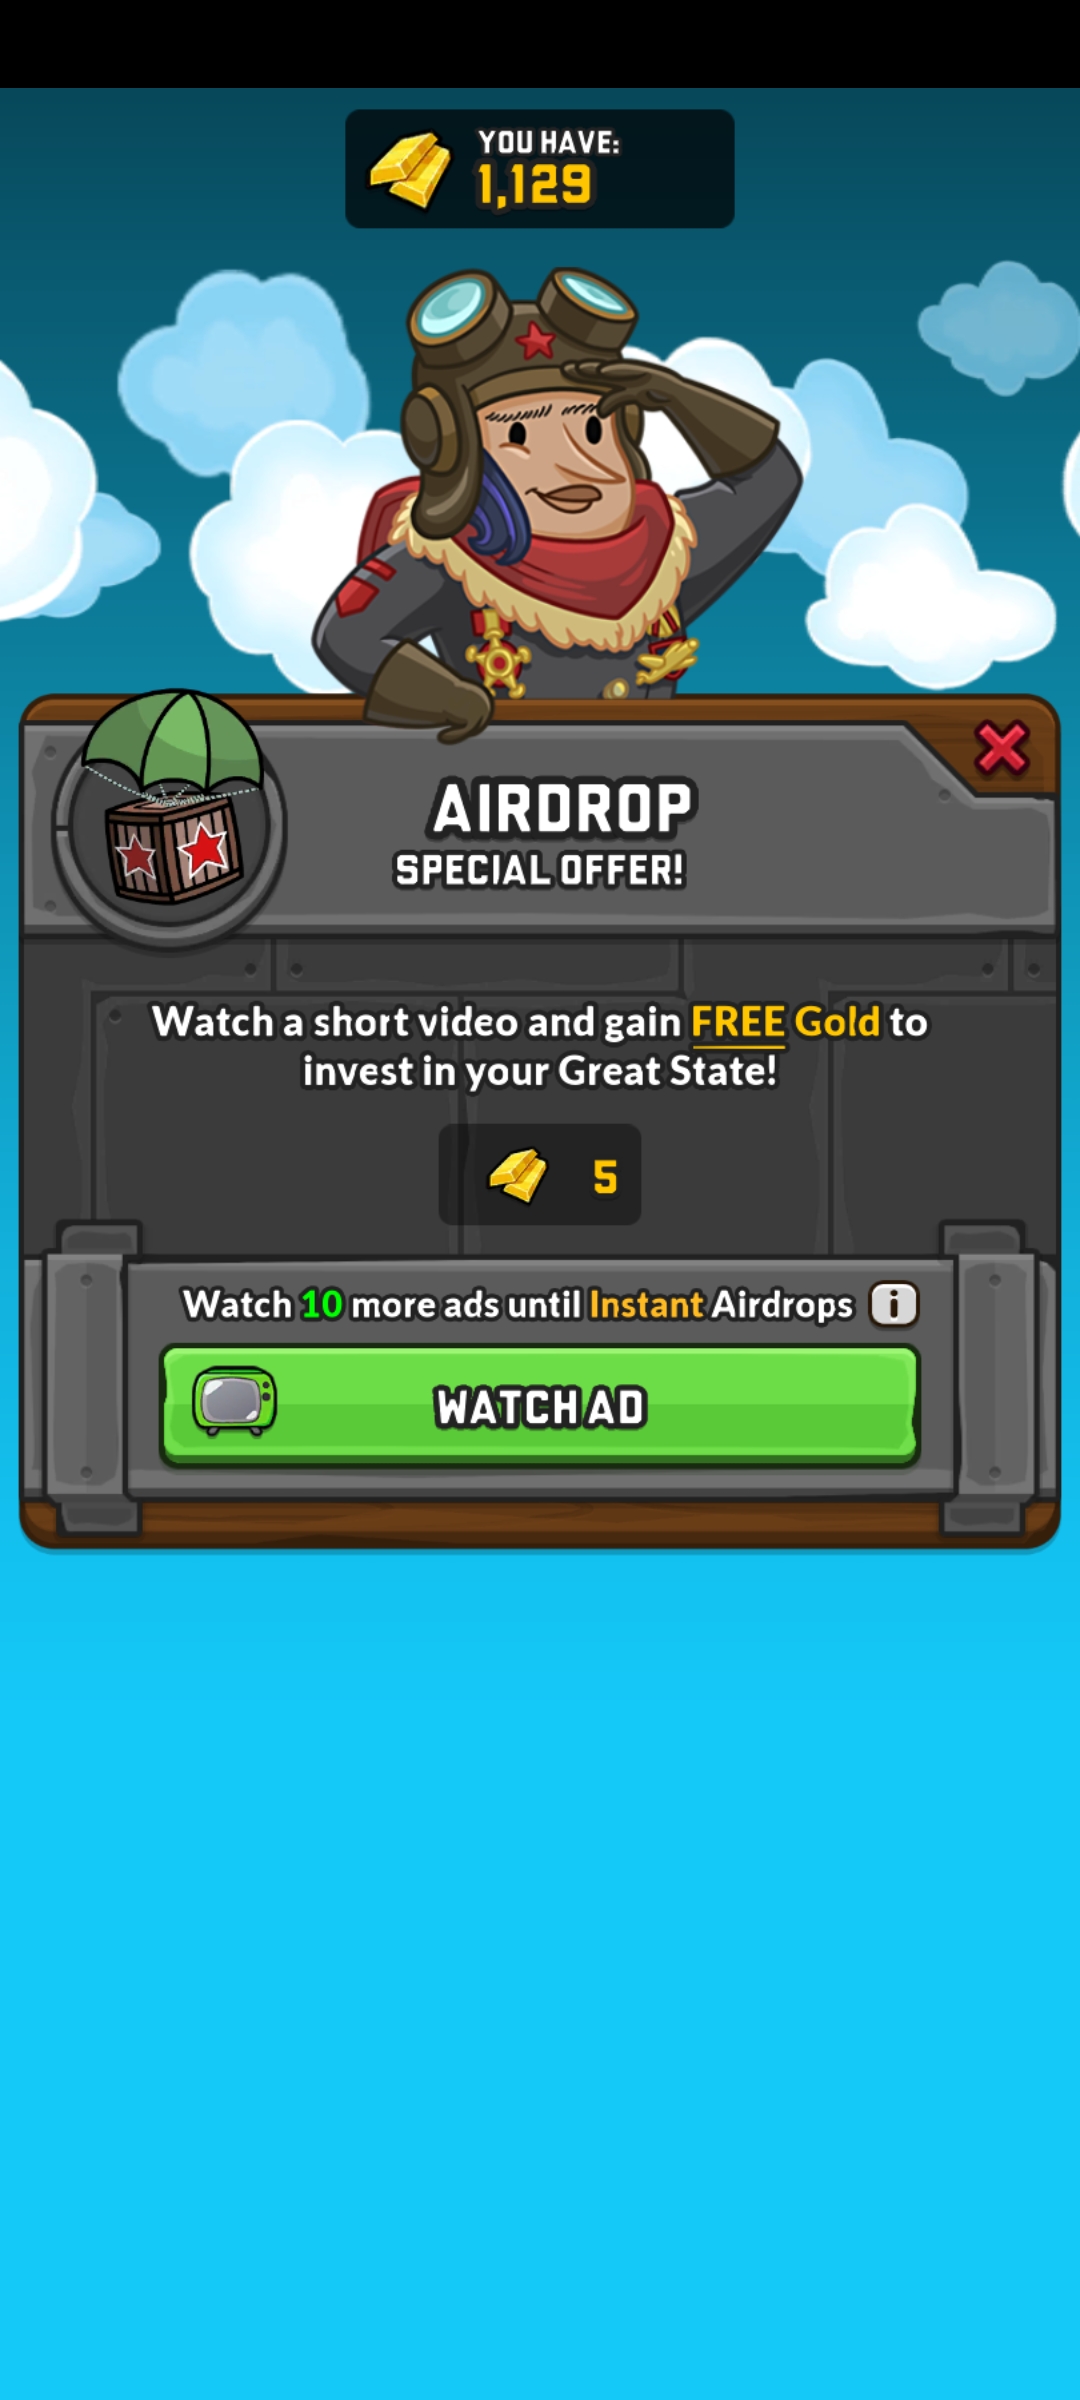 YOU HAVE:
1,129
AIRDROP
SPECIAL OFFER!
Watch a short video and gain FREE Gold to
invest in your Great State!
5
Watch 10 more ads until Instant Airdrops i
WATCH AD